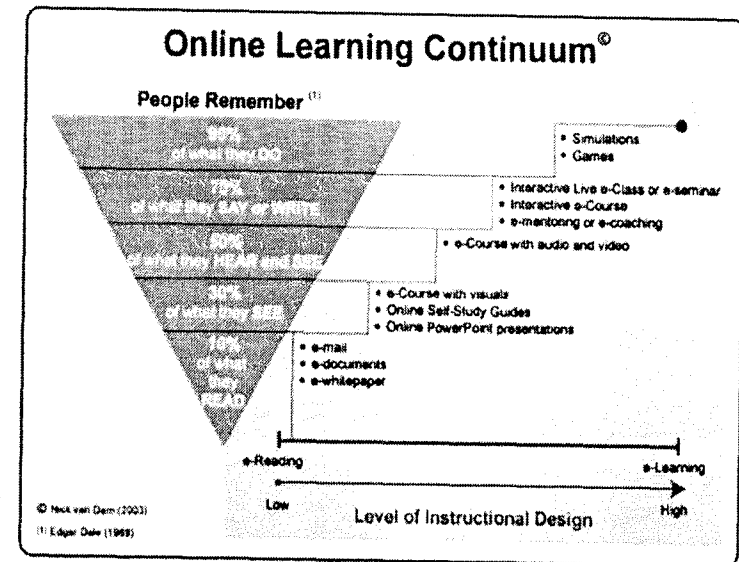 Online Learning Continuum©
People Remember (1)
90%
of what they DO
• Simulations
• Games
70%
of what they SAY or WRITE
• Interactive Live e-Class or e-seminar
• Interactive e-Course
• e-mentoring or e-coaching
50%
of what they HEAR and SEE
• e-Course with audio and video
30%
of what they SEE
• e-Course with visuals
• Online Self-Study Guides
• Online PowerPoint presentations
10%
of what
they
READ
• e-mail
• e-documents
• e-whitepaper
e-Reading
e-Learning
Low
High
Level of Instructional Design
© Nick van Dam (2003)
(1) Edgar Dale (1969)